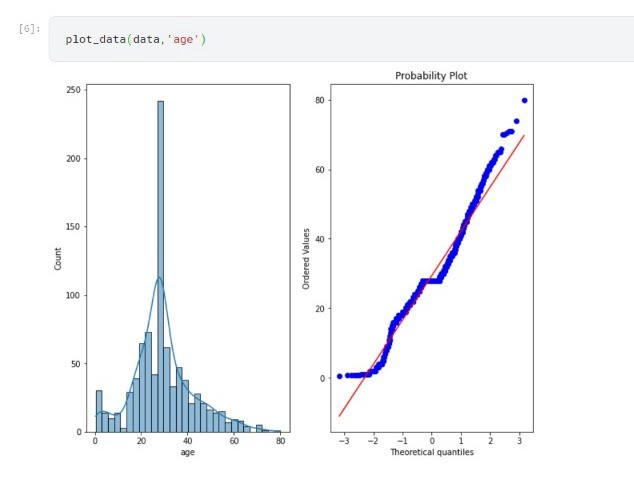 [6]:
plot_data(data,'age')
Probability Plot
250
200
150
100
50
0
Count
0 20 40 60 80
age
80
60
40
20
0
Ordered Values
−3 −2 −1 0 1 2 3
Theoretical quantiles